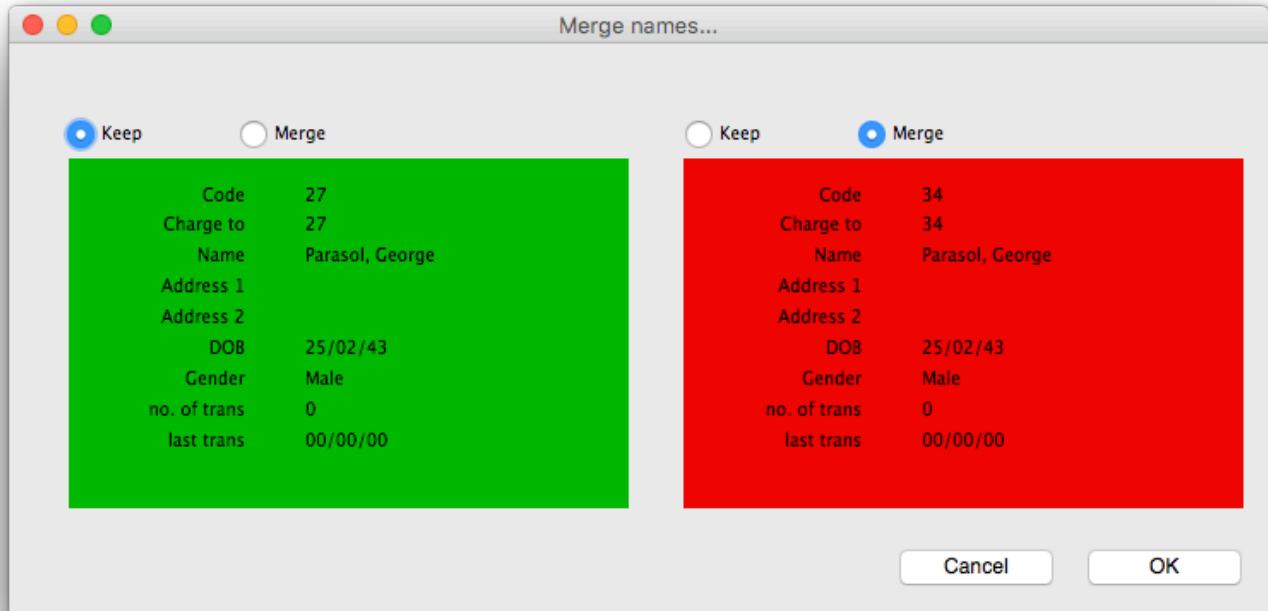 Merge names...
Keep Merge Keep Merge
Code 27 Code 34
Charge to 27 Charge to 34
Name Parasol, George Name Parasol, George
Address 1 Address 1
Address 2 Address 2
DOB 25/02/43 DOB 25/02/43
Gender Male Gender Male
no. of trans 0 no. of trans 0
last trans 00/00/00 last trans 00/00/00
Cancel OK